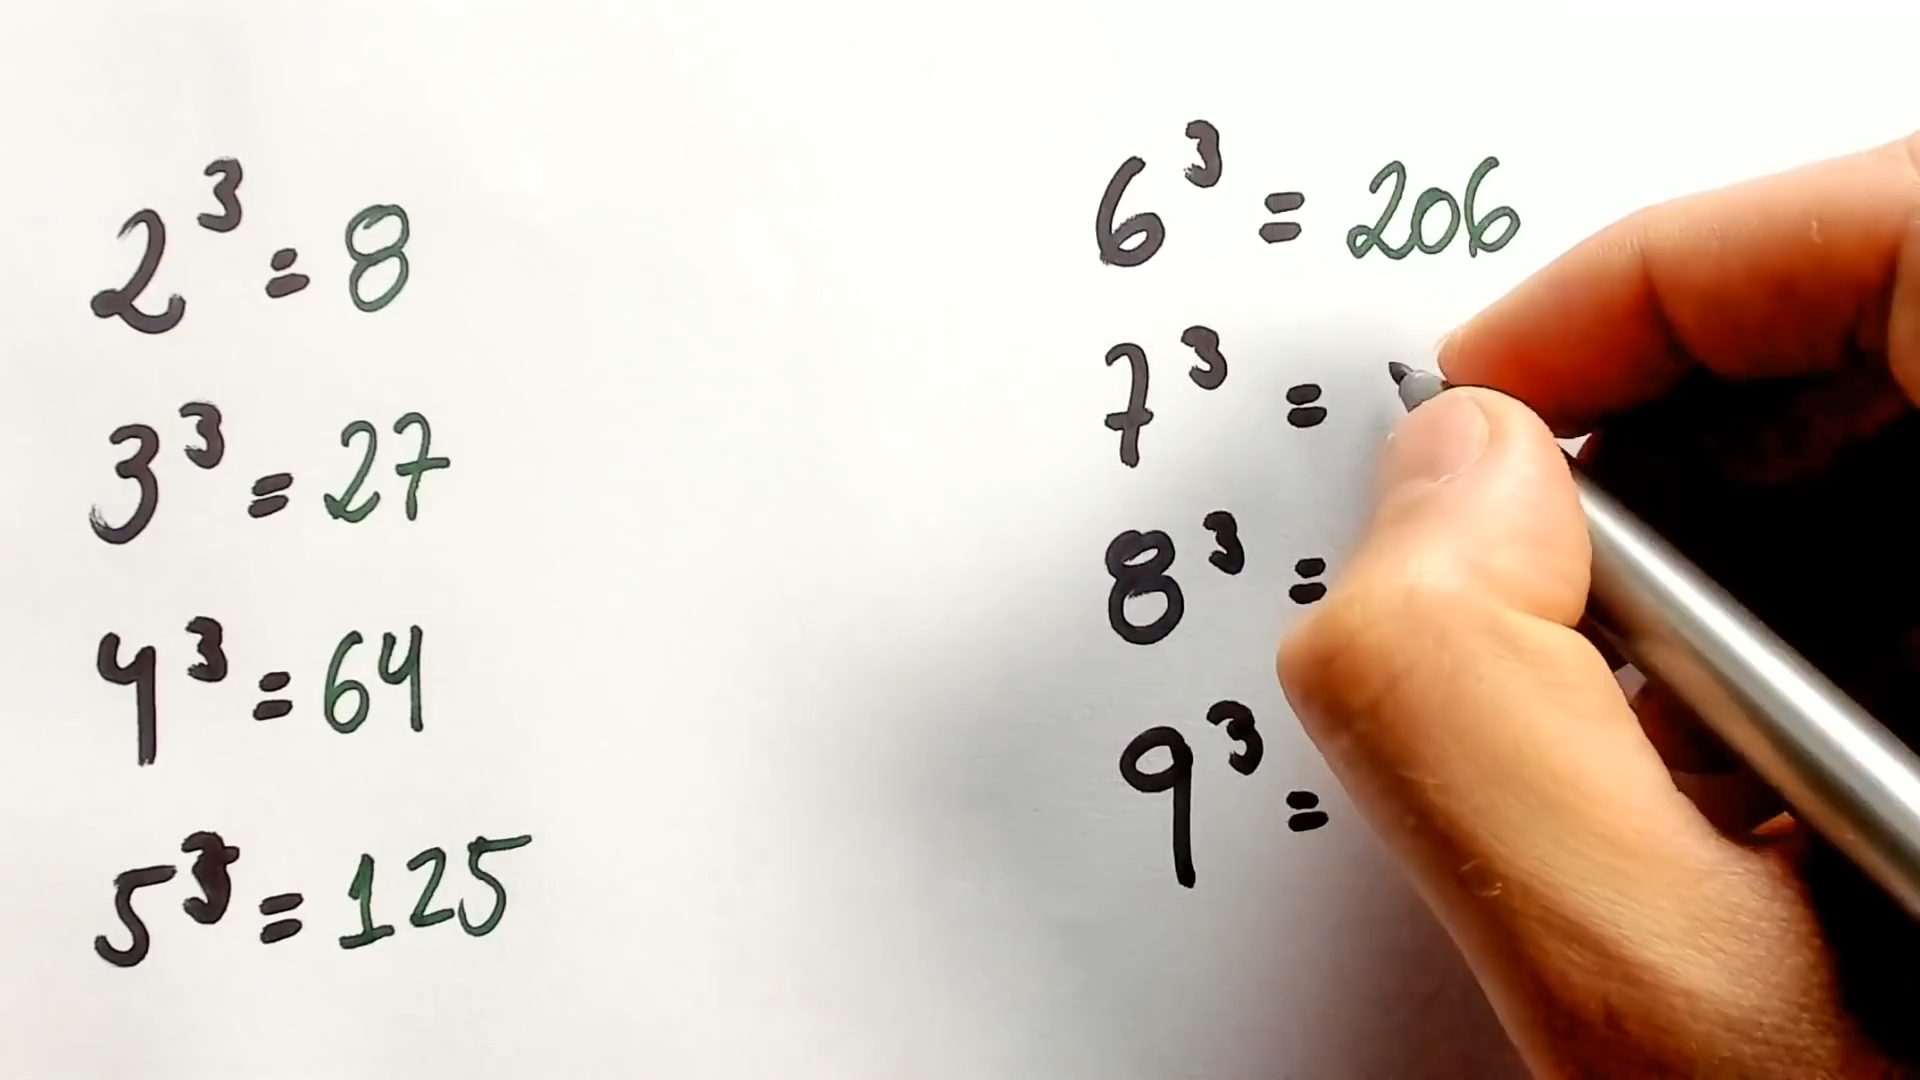 2³ = 8
3³ = 27
4³ = 64
5³ = 125
6³ = 206
7³ =
8³ =
9³ =